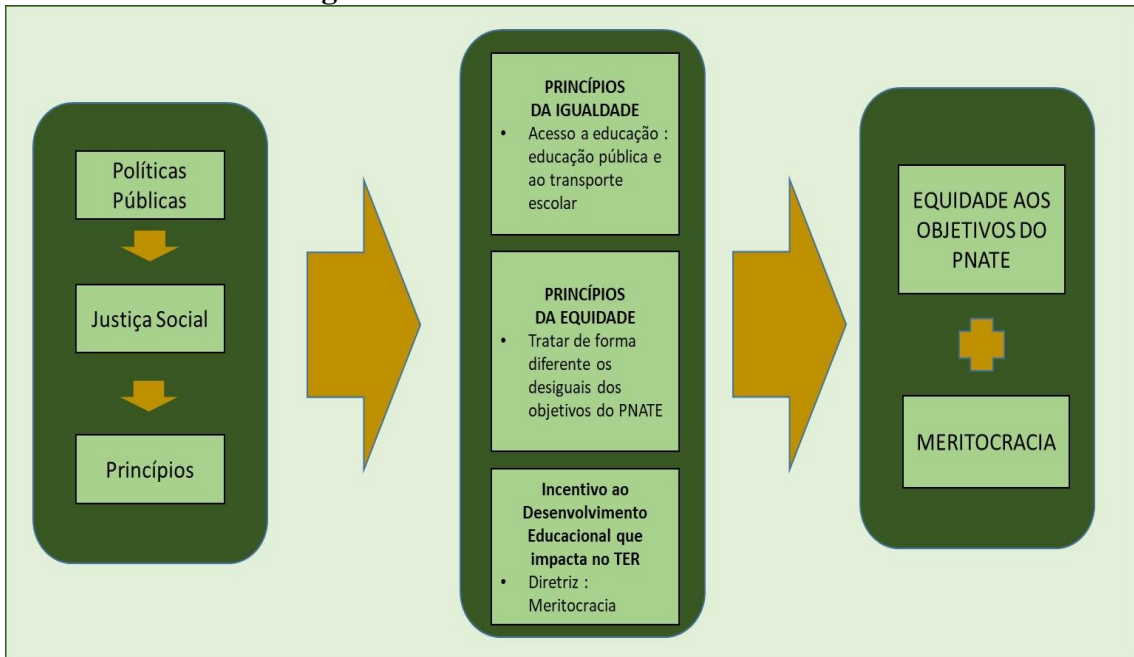 Políticas
Públicas
Justiça Social
Princípios
PRINCÍPIOS
DA IGUALDADE
• Acesso a educação :
educação pública e
ao transporte
escolar
PRINCÍPIOS
DA EQUIDADE
• Tratar de forma
diferente os
desiguais dos
objetivos do PNATE
Incentivo ao
Desenvolvimento
Educacional que
impacta no TER
• Diretriz :
Meritocracia
EQUIDADE AOS
OBJETIVOS DO
PNATE
MERITOCRACIA